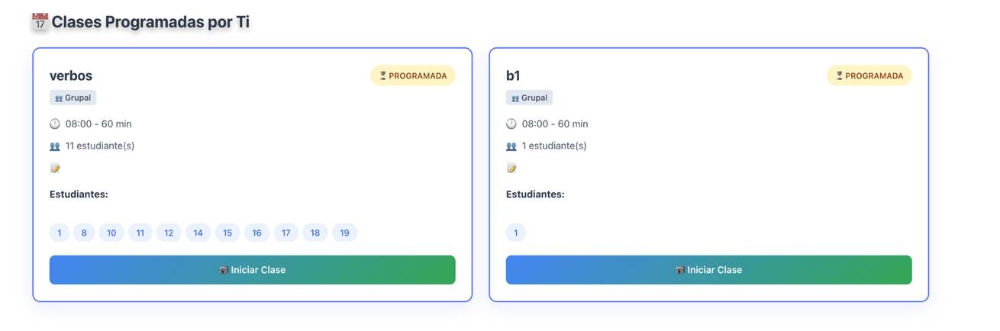 Clases Programadas por Ti
verbos
PROGRAMADA
Grupal
08:00 - 60 min
11 estudiante(s)
Estudiantes:
1 8 10 11 12 14 15 16 17 18 19
Iniciar Clase
b1
PROGRAMADA
Grupal
08:00 - 60 min
1 estudiante(s)
Estudiantes:
1
Iniciar Clase